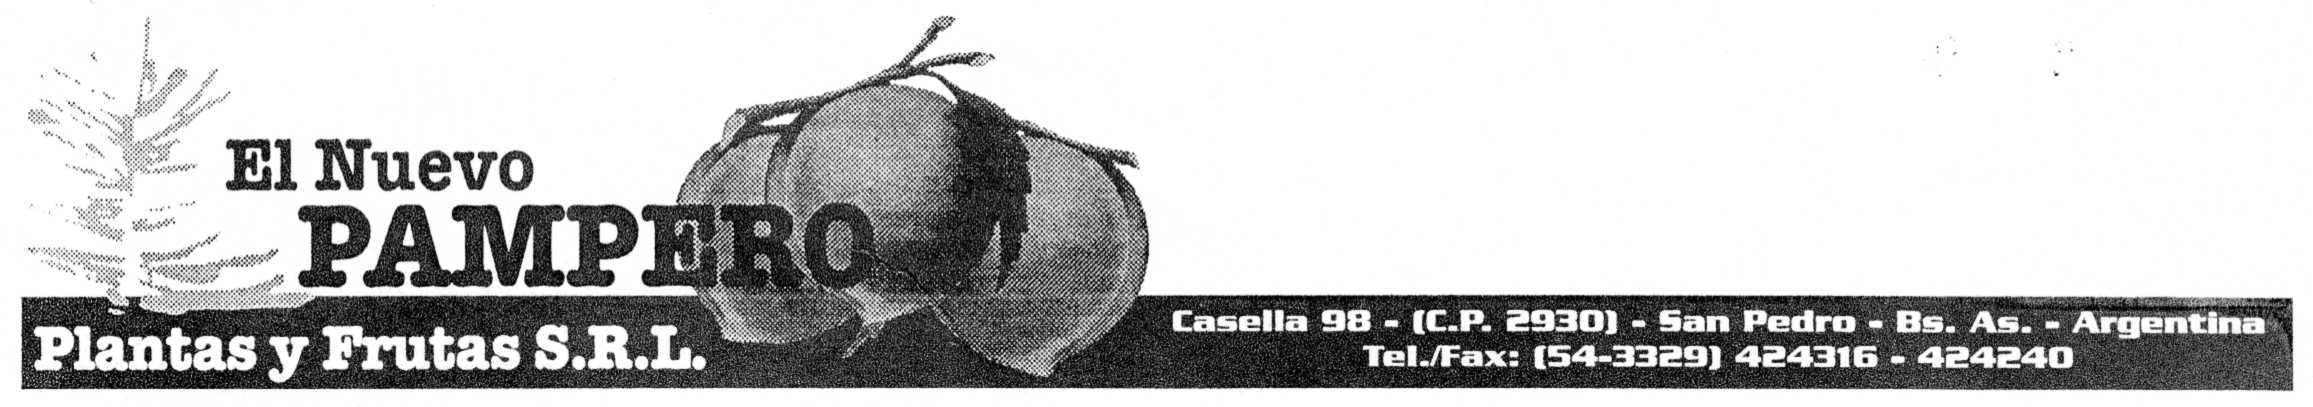 El Nuevo
PAMPERO
Plantas y Frutas S.R.L.
Casella 98 - (C.P. 2930) - San Pedro - Bs. As. - Argentina
Tel./Fax: (54-3329) 424316 - 424240